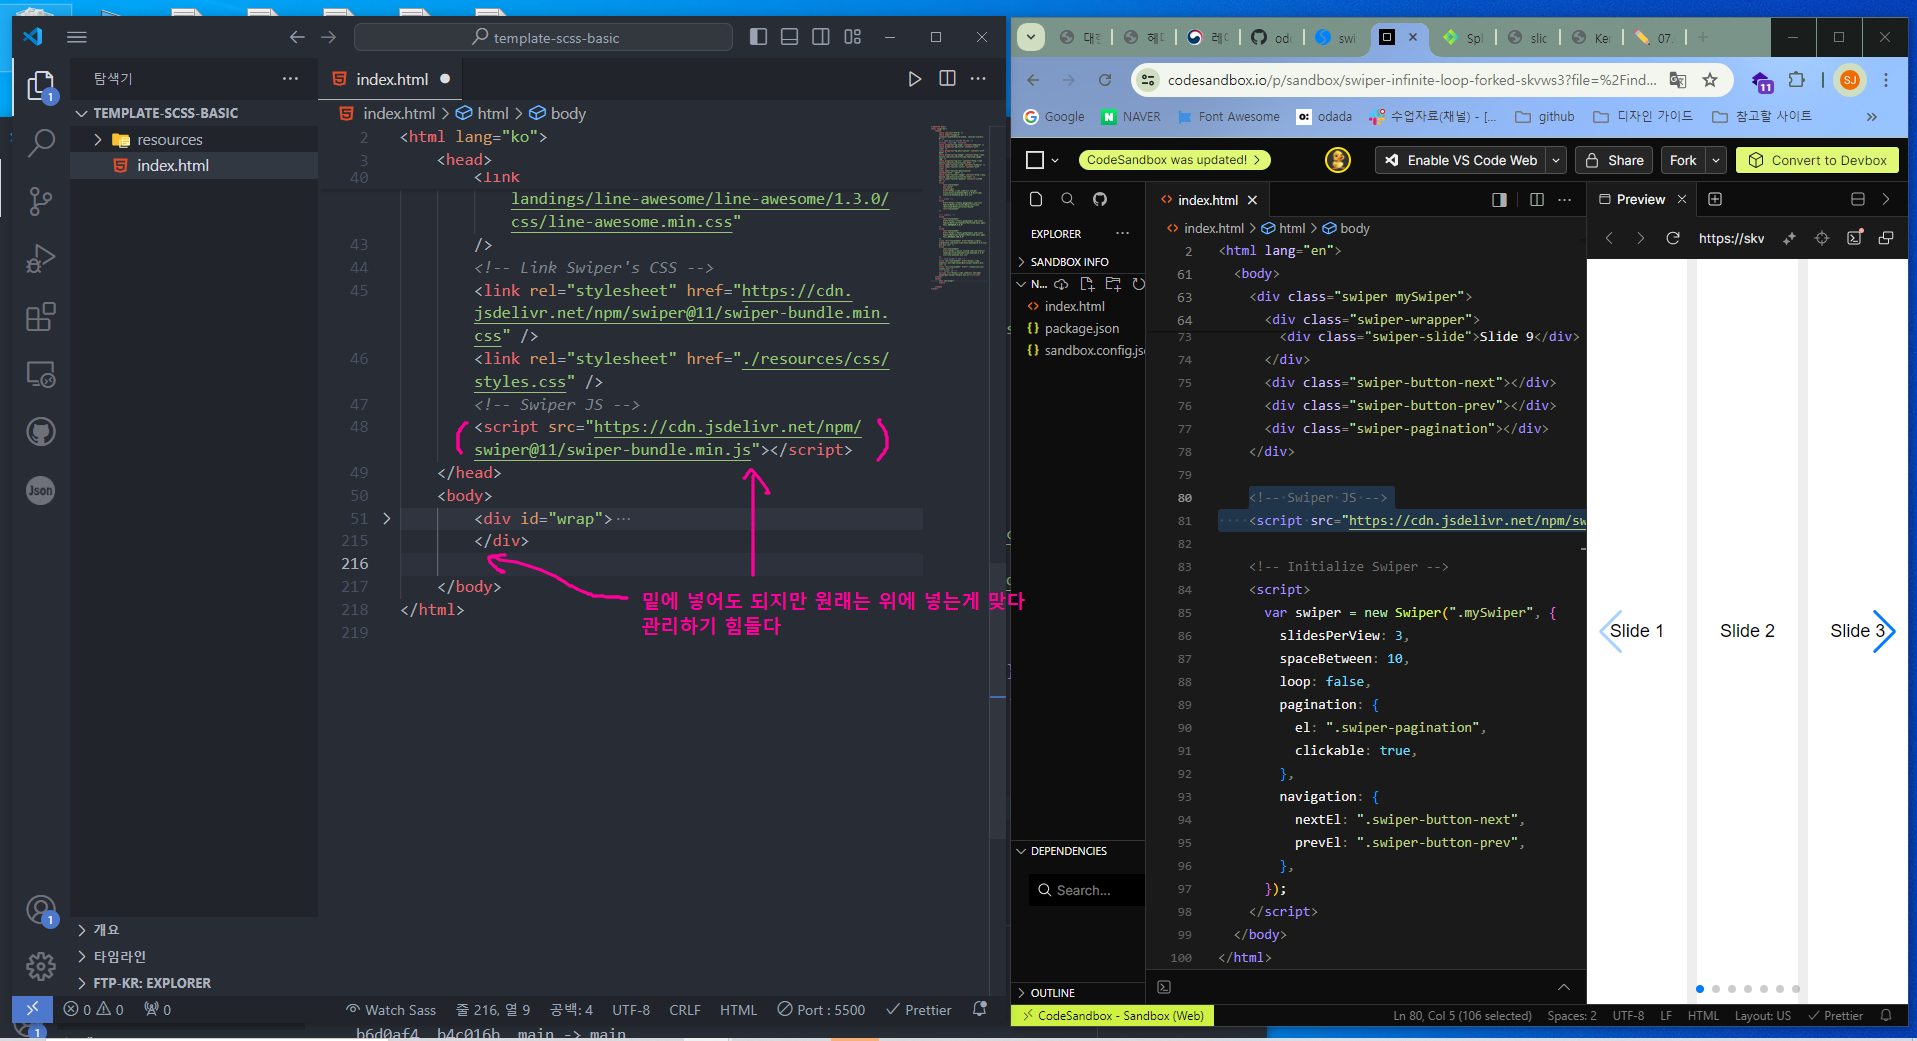 template-scss-basic
탐색기
TEMPLATE-SCSS-BASIC
resources
index.html
1
index.html
index.html > html > body
2 <html lang="ko">
3 <head>
40 <link
landings/line-awesome/line-awesome/1.3.0/
css/line-awesome.min.css"
43 />
44 <!-- Link Swiper's CSS -->
45 <link rel="stylesheet" href="https://cdn.
jsdelivr.net/npm/swiper@11/swiper-bundle.min.
css" />
46 <link rel="stylesheet" href="./resources/css/
styles.css" />
47 <!-- Swiper JS -->
48 <script src="https://cdn.jsdelivr.net/npm/
swiper@11/swiper-bundle.min.js"></script>
49 </head>
50 <body>
51 <div id="wrap">…
215 </div>
216
217 </body>
218 </html>
219
밑에 넣어도 되지만 원래는 위에 넣는게 맞다
관리하기 힘들다
Json
1
개요
타임라인
FTP-KR: EXPLORER
0 0 0 Watch Sass 줄 216, 열 9 공백: 4 UTF-8 CRLF HTML Port : 5500 Prettier
1
b6d0af4..b4c016b main -> main
대한 헤더 레이 odc swi Spl slic Ker 07.
codesandbox.io/p/sandbox/swiper-infinite-loop-forked-skvws3?file=%2Find...
11
SJ
Google NAVER Font Awesome odada 수업자료(채널) - [... github 디자인 가이드 참고할 사이트
CodeSandbox was updated! > Enable VS Code Web Share Fork Convert to Devbox
EXPLORER
SANDBOX INFO
N...
index.html
package.json
sandbox.config.js
DEPENDENCIES
Search...
OUTLINE
index.html
index.html > html > body
2 <html lang="en">
61 <body>
63 <div class="swiper mySwiper">
64 <div class="swiper-wrapper">
73 <div class="swiper-slide">Slide 9</div>
74 </div>
75 <div class="swiper-button-next"></div>
76 <div class="swiper-button-prev"></div>
77 <div class="swiper-pagination"></div>
78 </div>
79
80 <!-- Swiper JS -->
81 <script src="https://cdn.jsdelivr.net/npm/sw
82
83 <!-- Initialize Swiper -->
84 <script>
85 var swiper = new Swiper(".mySwiper", {
86 slidesPerView: 3,
87 spaceBetween: 10,
88 loop: false,
89 pagination: {
90 el: ".swiper-pagination",
91 clickable: true,
92 },
93 navigation: {
94 nextEl: ".swiper-button-next",
95 prevEl: ".swiper-button-prev",
96 },
97 });
98 </script>
99 </body>
100 </html>
Preview
https://skv
Slide 1 Slide 2 Slide 3
CodeSandbox - Sandbox (Web) Ln 80, Col 5 (106 selected) Spaces: 2 UTF-8 LF HTML Layout: US Prettier